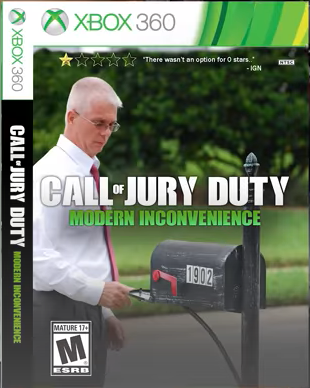 XBOX 360
XBOX 360
"There wasn't an option for 0 stars.."
- IGN
NTSC
CALL OF JURY DUTY
MODERN INCONVENIENCE
CALL OF JURY DUTY MODERN INCONVENIENCE
1902
MATURE 17+
M
ESRB